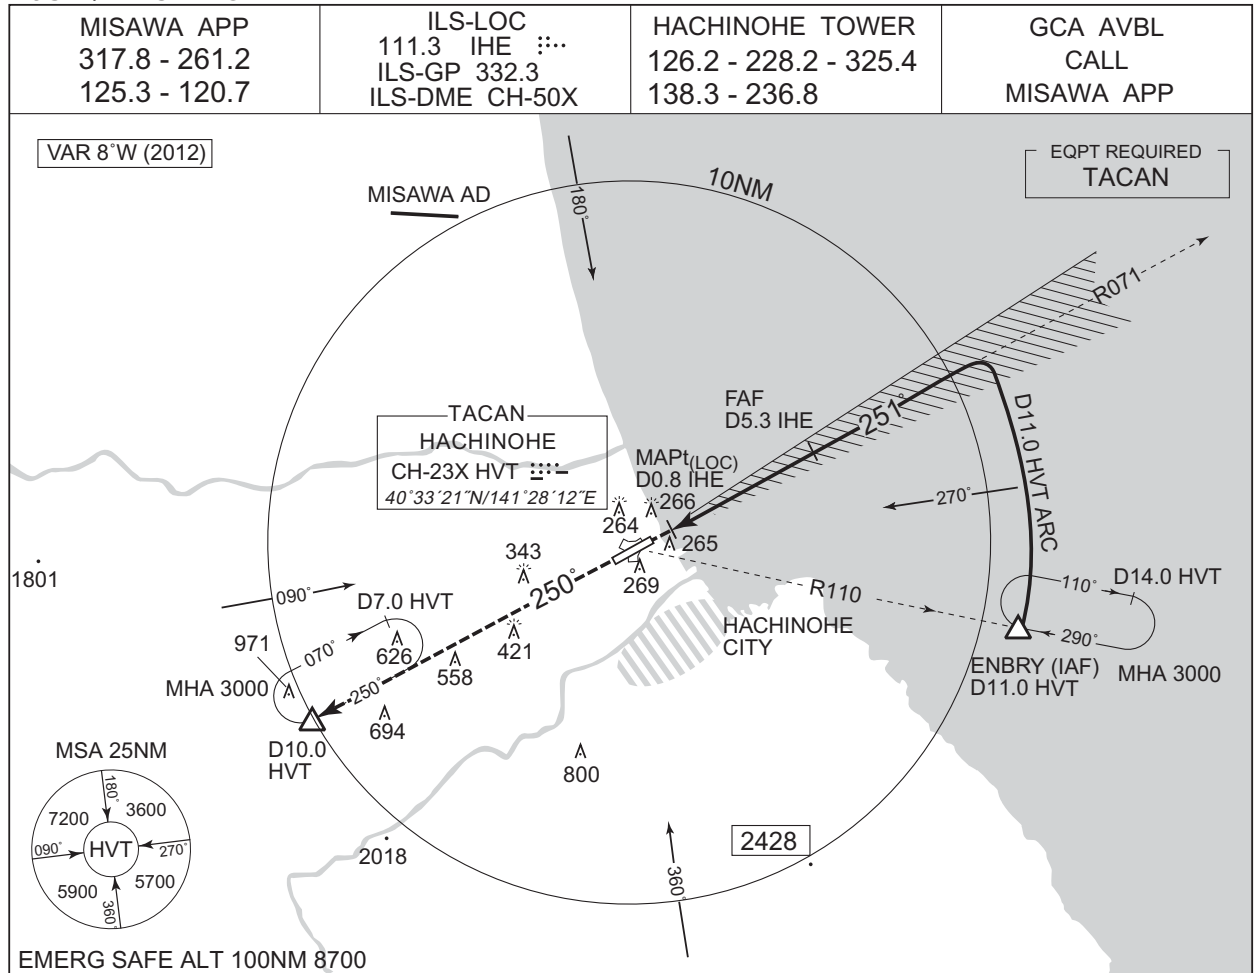 MISAWA APP
317.8 - 261.2
125.3 - 120.7
ILS-LOC
111.3 IHE
ILS-GP 332.3
ILS-DME CH-50X
HACHINOHE TOWER
126.2 - 228.2 - 325.4
138.3 - 236.8
GCA AVBL
CALL
MISAWA APP
VAR 8°W (2012)
EQPT REQUIRED
TACAN
MISAWA AD
10NM
180°
R071
FAF
D5.3 IHE
251°
D11.0 HVT ARC
TACAN
HACHINOHE
CH-23X HVT
40°33´21˝N/141°28´12˝E
MAPt(LOC)
D0.8 IHE
266
264
265
269
270°
343
250°
1801
090°
D7.0 HVT
R110
110°
D14.0 HVT
290°
MHA 3000
ENBRY (IAF)
D11.0 HVT
HACHINOHE
CITY
971
070°
626
421
558
MHA 3000
250°
694
D10.0
HVT
800
MSA 25NM
180°
7200
3600
090°
HVT
270°
5900
5700
360°
2018
2428
360°
EMERG SAFE ALT 100NM 8700